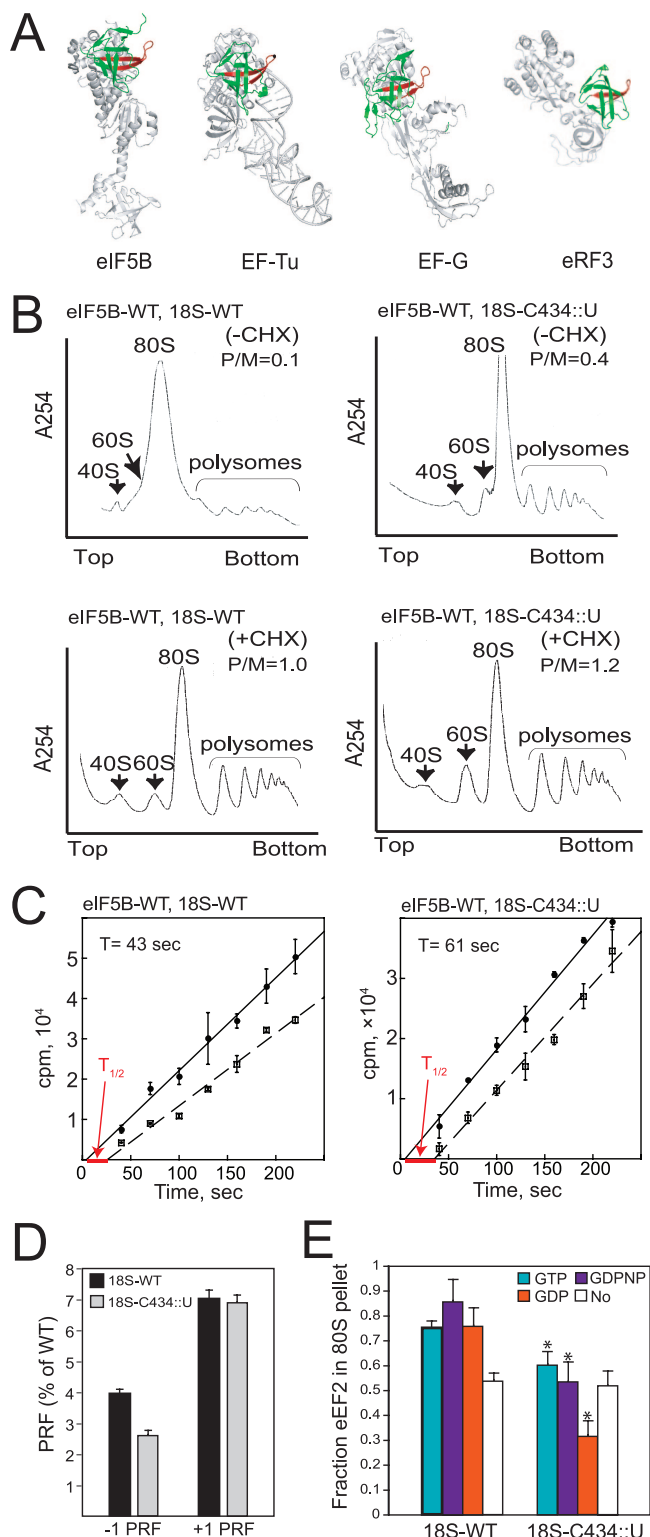 A
eIF5B EF-Tu EF-G eRF3
B
eIF5B-WT, 18S-WT
(-CHX)
P/M=0.1
80S
60S
40S
polysomes
A254
Top Bottom
eIF5B-WT, 18S-C434::U
(-CHX)
P/M=0.4
80S
60S
40S
polysomes
A254
Top Bottom
eIF5B-WT, 18S-WT
(+CHX)
P/M=1.0
80S
40S 60S
polysomes
A254
Top Bottom
eIF5B-WT, 18S-C434::U
(+CHX)
P/M=1.2
80S
60S
40S
polysomes
A254
Top Bottom
C
eIF5B-WT, 18S-WT
T= 43 sec
5
4
3
2
1
cpm, 10^4
T1/2
0 50 100 150 200
Time, sec
eIF5B-WT, 18S-C434::U
T= 61 sec
3
2
1
cpm, ×10^4
T1/2
0 50 100 150 200
Time, sec
D
18S-WT
18S-C434::U
8
7
6
5
4
3
2
1
PRF (% of WT)
-1 PRF +1 PRF
E
GTP GDPNP
GDP No
1
0.9
0.8
0.7
0.6
0.5
0.4
0.3
0.2
0.1
0
Fraction eEF2 in 80S pellet
* * *
18S-WT 18S-C434::U